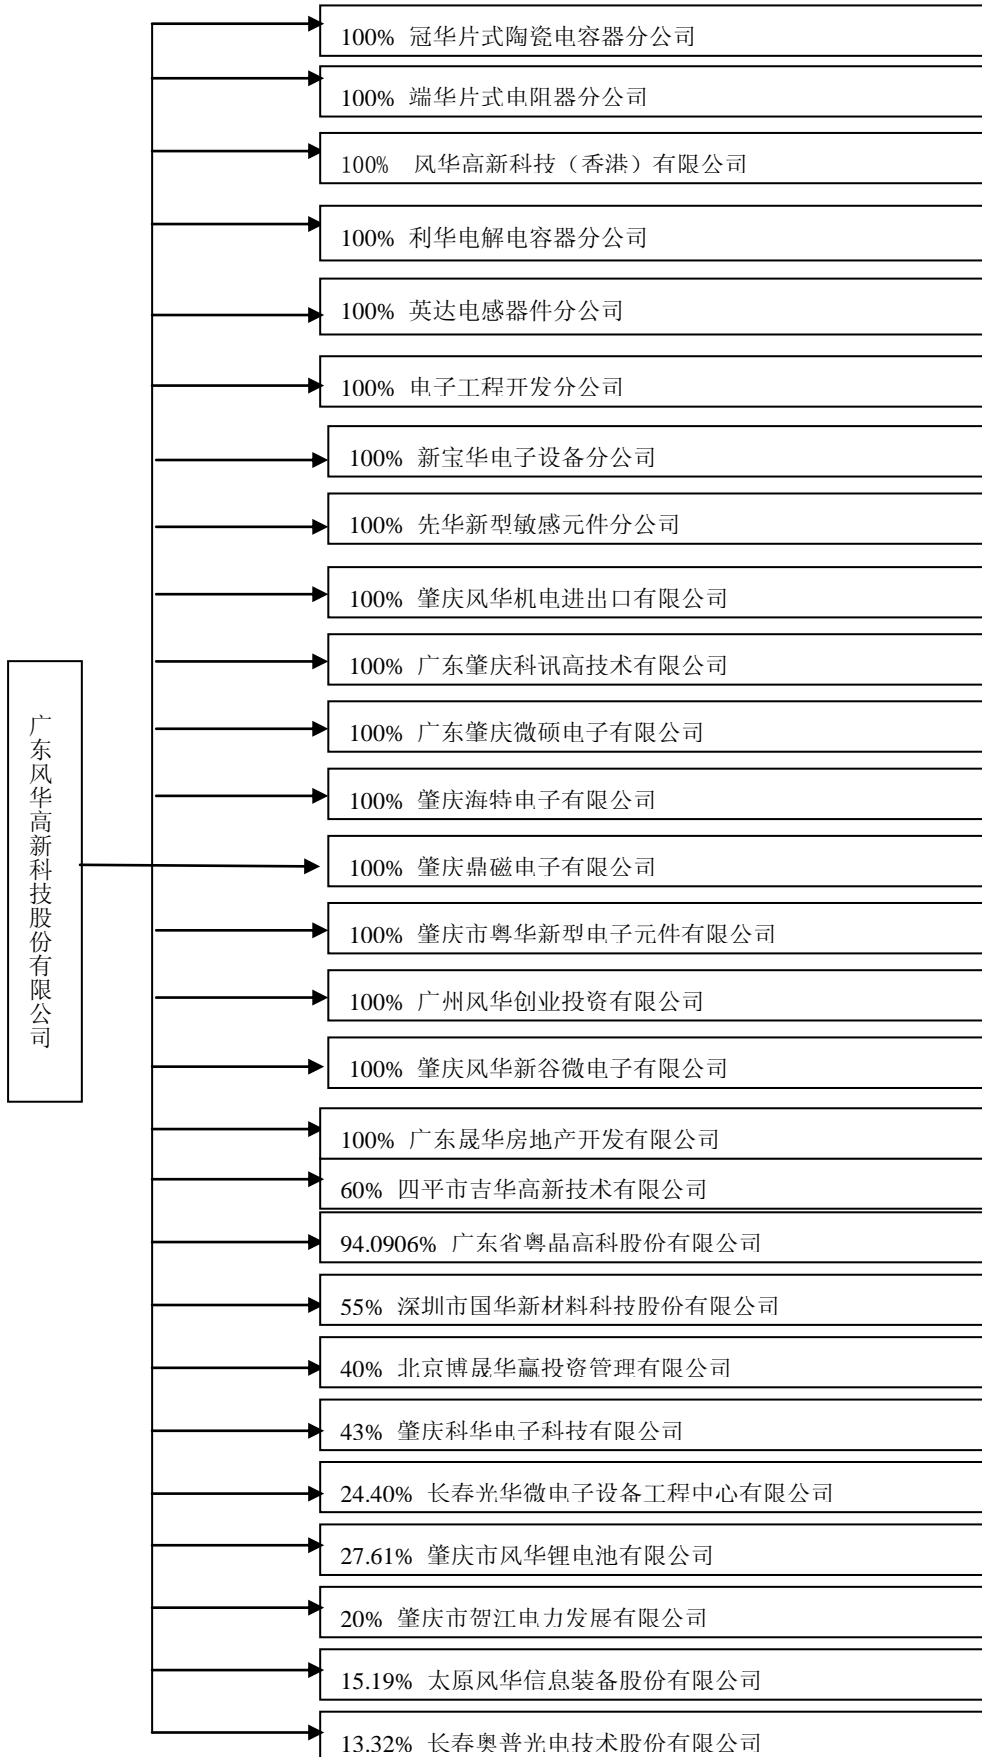 100% 冠华片式陶瓷电容器分公司
100% 端华片式电阻器分公司
100% 风华高新科技（香港）有限公司
100% 利华电解电容器分公司
100% 英达电感器件分公司
100% 电子工程开发分公司
100% 新宝华电子设备分公司
100% 先华新型敏感元件分公司
100% 肇庆风华机电进出口有限公司
100% 广东肇庆科讯高技术有限公司
广东风华高新科技股份有限公司
100% 广东肇庆微硕电子有限公司
100% 肇庆海特电子有限公司
100% 肇庆鼎磁电子有限公司
100% 肇庆市粤华新型电子元件有限公司
100% 广州风华创业投资有限公司
100% 肇庆风华新谷微电子有限公司
100% 广东晟华房地产开发有限公司
60% 四平市吉华高新技术有限公司
94.0906% 广东省粤晶高科股份有限公司
55% 深圳市国华新材料科技股份有限公司
40% 北京博晟华赢投资管理有限公司
43% 肇庆科华电子科技有限公司
24.40% 长春光华微电子设备工程中心有限公司
27.61% 肇庆市风华锂电池有限公司
20% 肇庆市贺江电力发展有限公司
15.19% 太原风华信息装备股份有限公司
13.32% 长春奥普光电技术股份有限公司